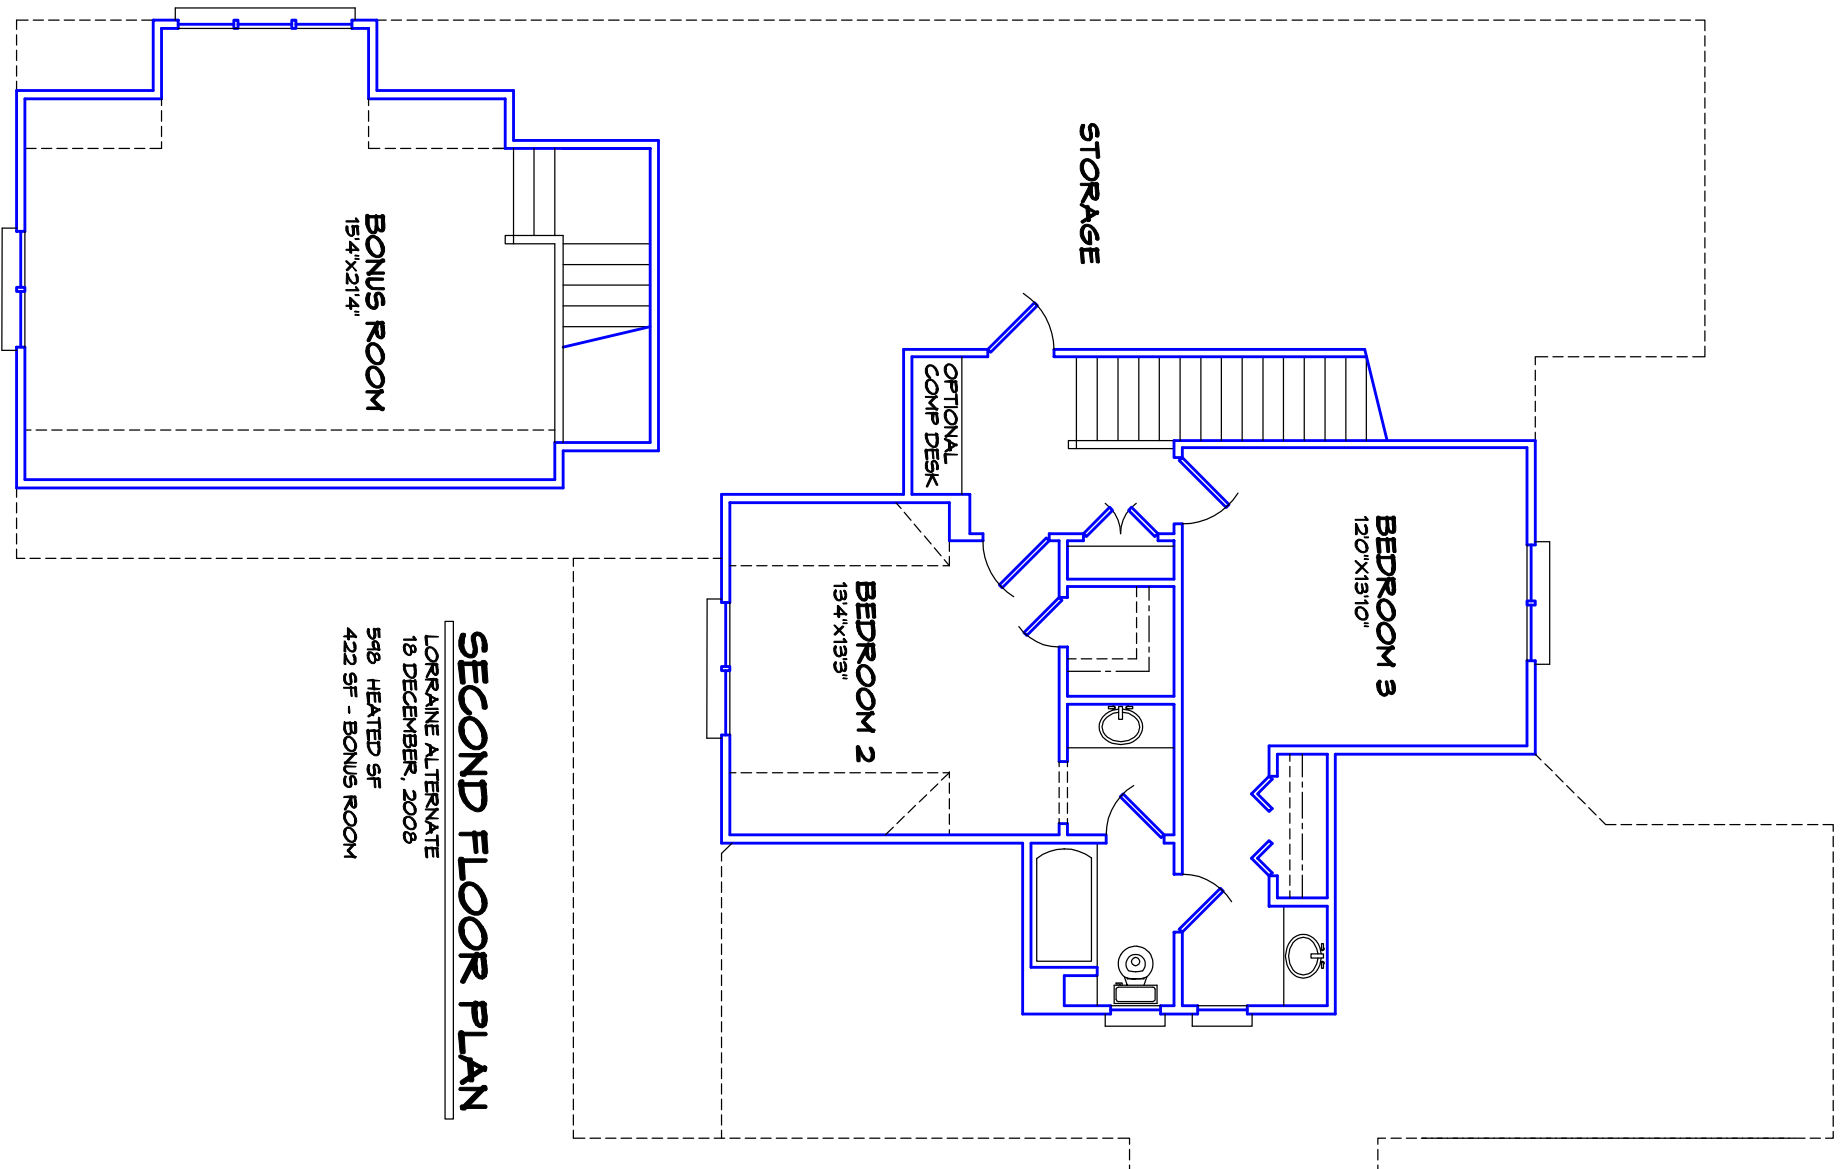 STORAGE
BONUS ROOM
15'4"x21'4"
OPTIONAL
COMP DESK
BEDROOM 3
12'0"X13'10"
BEDROOM 2
13'4"x13'3"
SECOND FLOOR PLAN
LORRAINE ALTERNATE
18 DECEMBER, 2008
598 HEATED SF
422 SF - BONUS ROOM